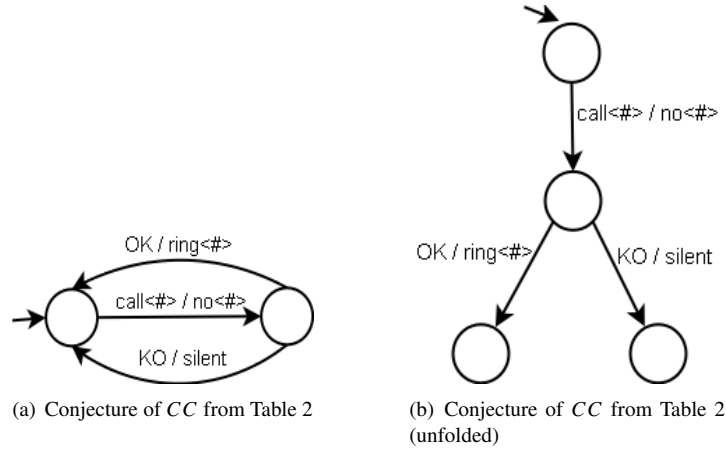 OK / ring<#>
call<#> / no<#>
KO / silent
(a) Conjecture of CC from Table 2
call<#> / no<#>
OK / ring<#>
KO / silent
(b) Conjecture of CC from Table 2
(unfolded)